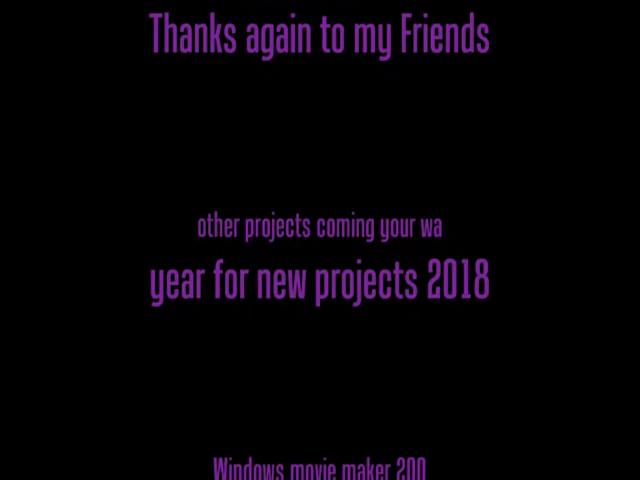 Thanks again to my Friends
other projects coming your wa
year for new projects 2018
Windows movie maker 200